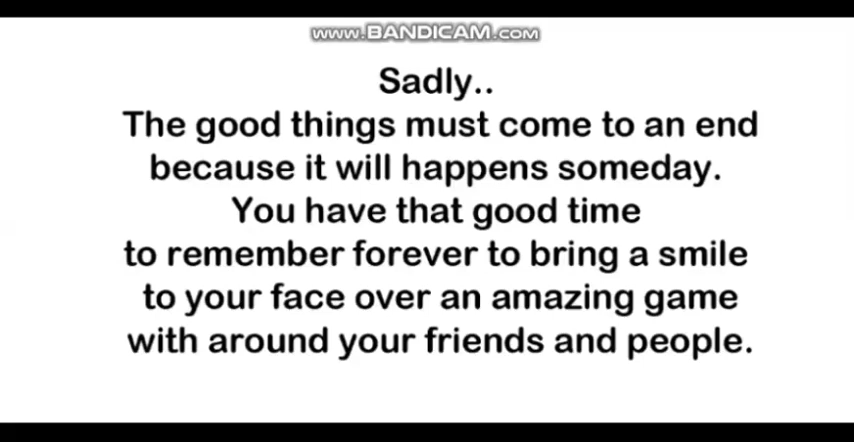 www.BANDICAM.com
Sadly..
The good things must come to an end
because it will happens someday.
You have that good time
to remember forever to bring a smile
to your face over an amazing game
with around your friends and people.